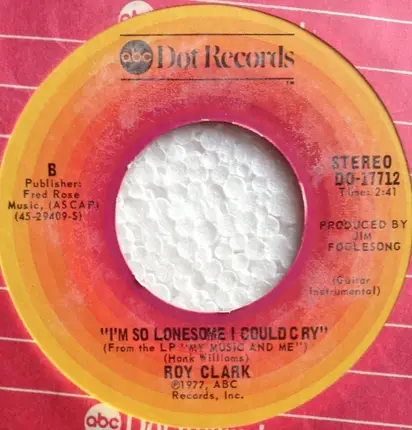 abc Dot Records
TM
B
Publisher:
Fred Rose
Music, (ASCAP)
(45-29409-S)
STEREO
DO-17712
Time: 2:41
PRODUCED BY
JIM
FOGLESONG
(Guitar
Instrumental)
"I'M SO LONESOME I COULD CRY"
(From the LP "MY MUSIC AND ME")
(Hank Williams)
ROY CLARK
℗1977, ABC
Records, Inc.
abc